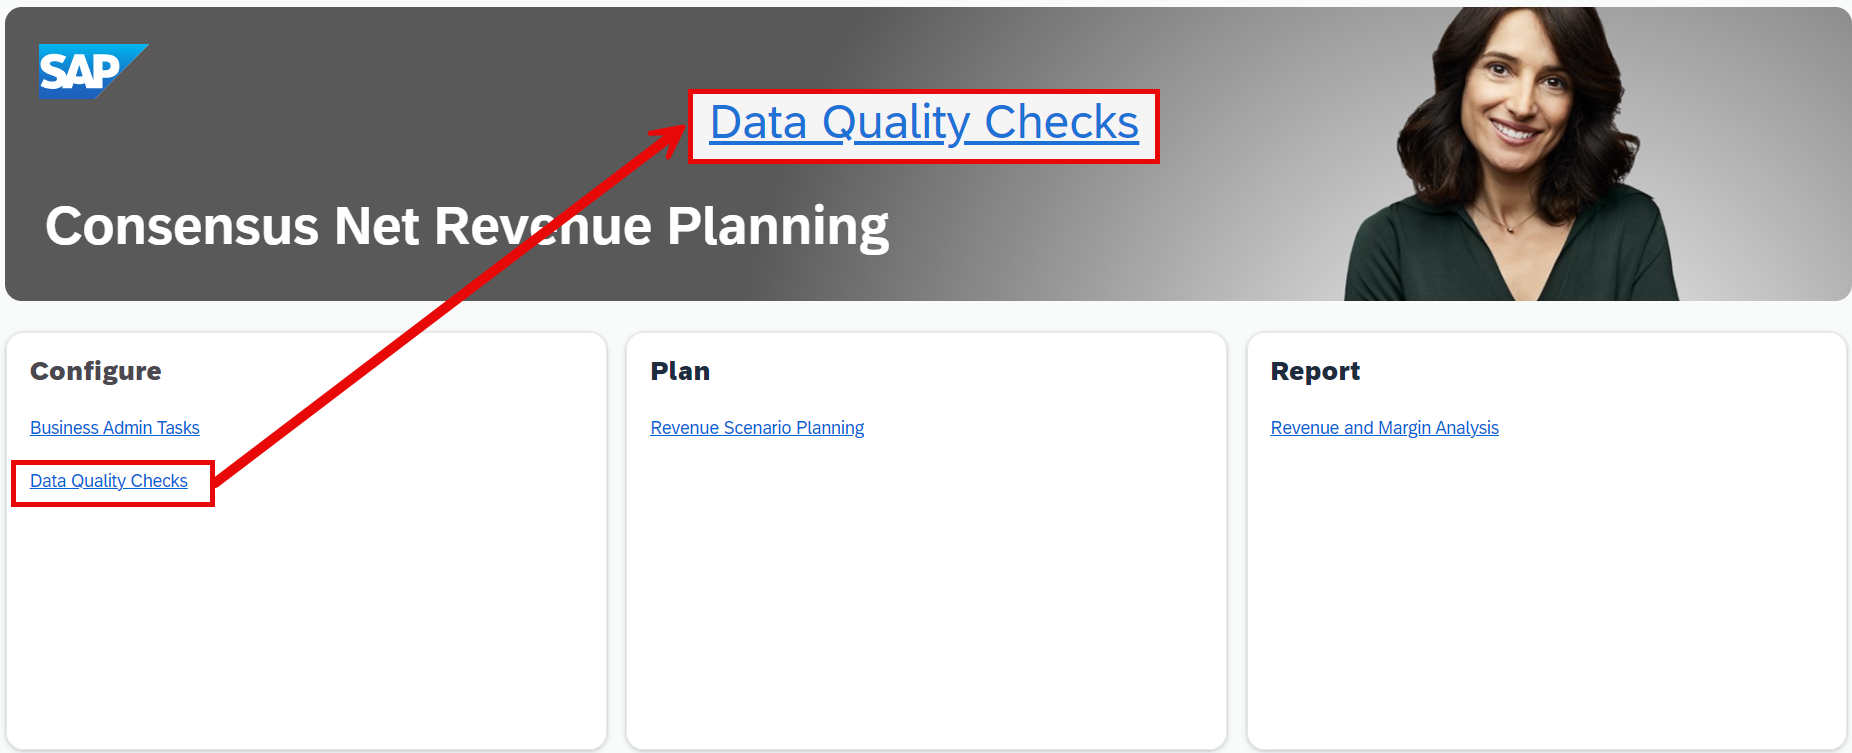 SAP
Data Quality Checks
Consensus Net Revenue Planning
Configure
Business Admin Tasks
Data Quality Checks
Plan
Revenue Scenario Planning
Report
Revenue and Margin Analysis